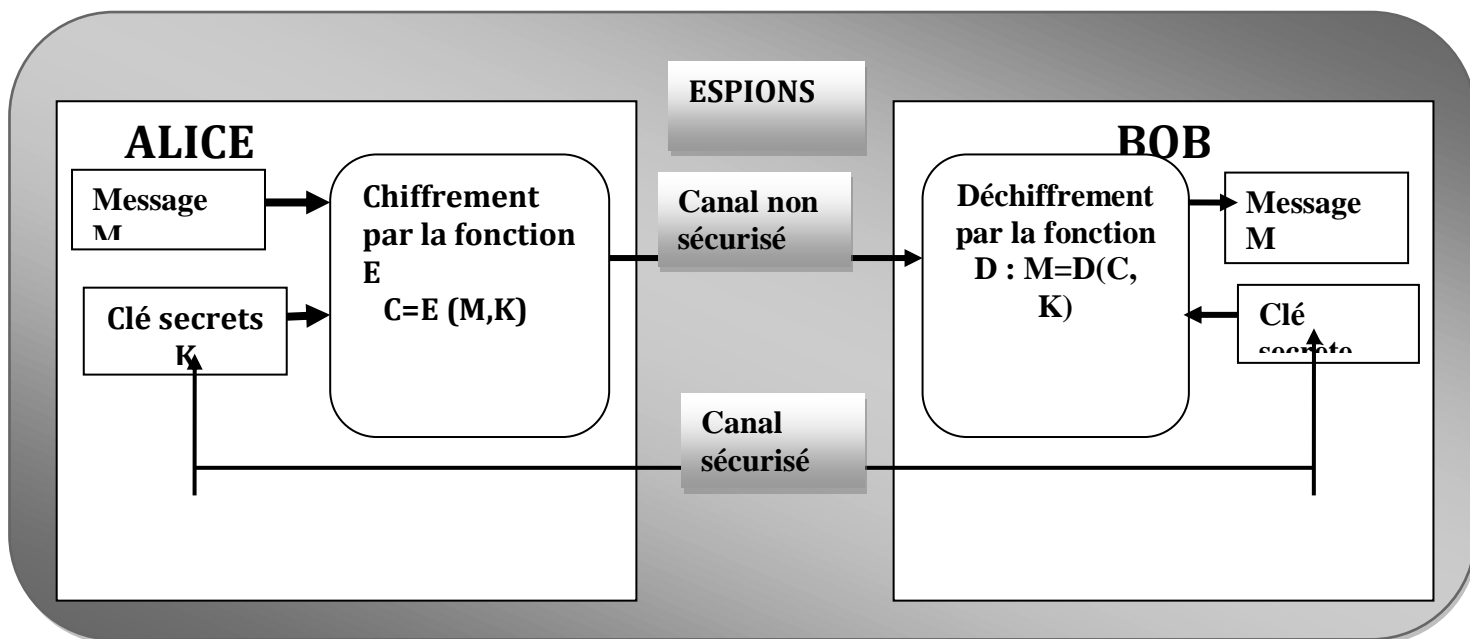 ESPIONS
ALICE
BOB
Message
M
Chiffrement
par la fonction
E
C=E (M,K)
Clé secrets
K
Canal non
sécurisé
Déchiffrement
par la fonction
D : M=D(C,
K)
Message
M
Clé
secrète
Canal
sécurisé